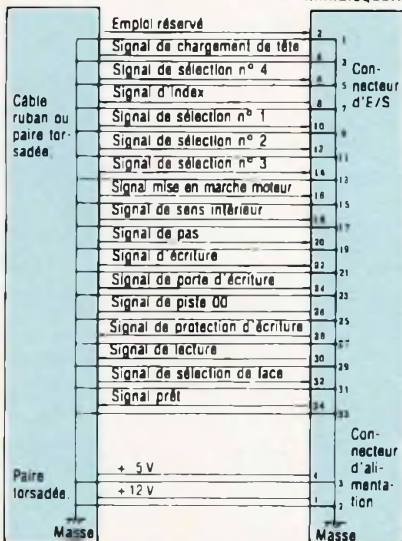 Câble
ruban ou
paire tor-
sadée.
Paire
torsadée.
Masse
Emploi réservé
Signal de chargement de tête
Signal de sélection nº 4
Signal d'index
Signal de sélection nº 1
Signal de sélection nº 2
Signal de sélection nº 3
Signal mise en marche moteur
Signal de sens intérieur
Signal de pas
Signal d'écriture
Signal de porte d'écriture
Signal de piste 00
Signal de protection d'écriture
Signal de lecture
Signal de sélection de face
Signal prêt
+ 5 V
+ 12 V
2
8
10
12
14
16
18
20
22
24
26
28
30
32
34
4
1
1
5
7
9
11
13
15
17
19
21
23
25
27
29
31
33
3
2
Con-
necteur
d'E/S
Con-
necteur
d'ali-
menta-
tion
Masse